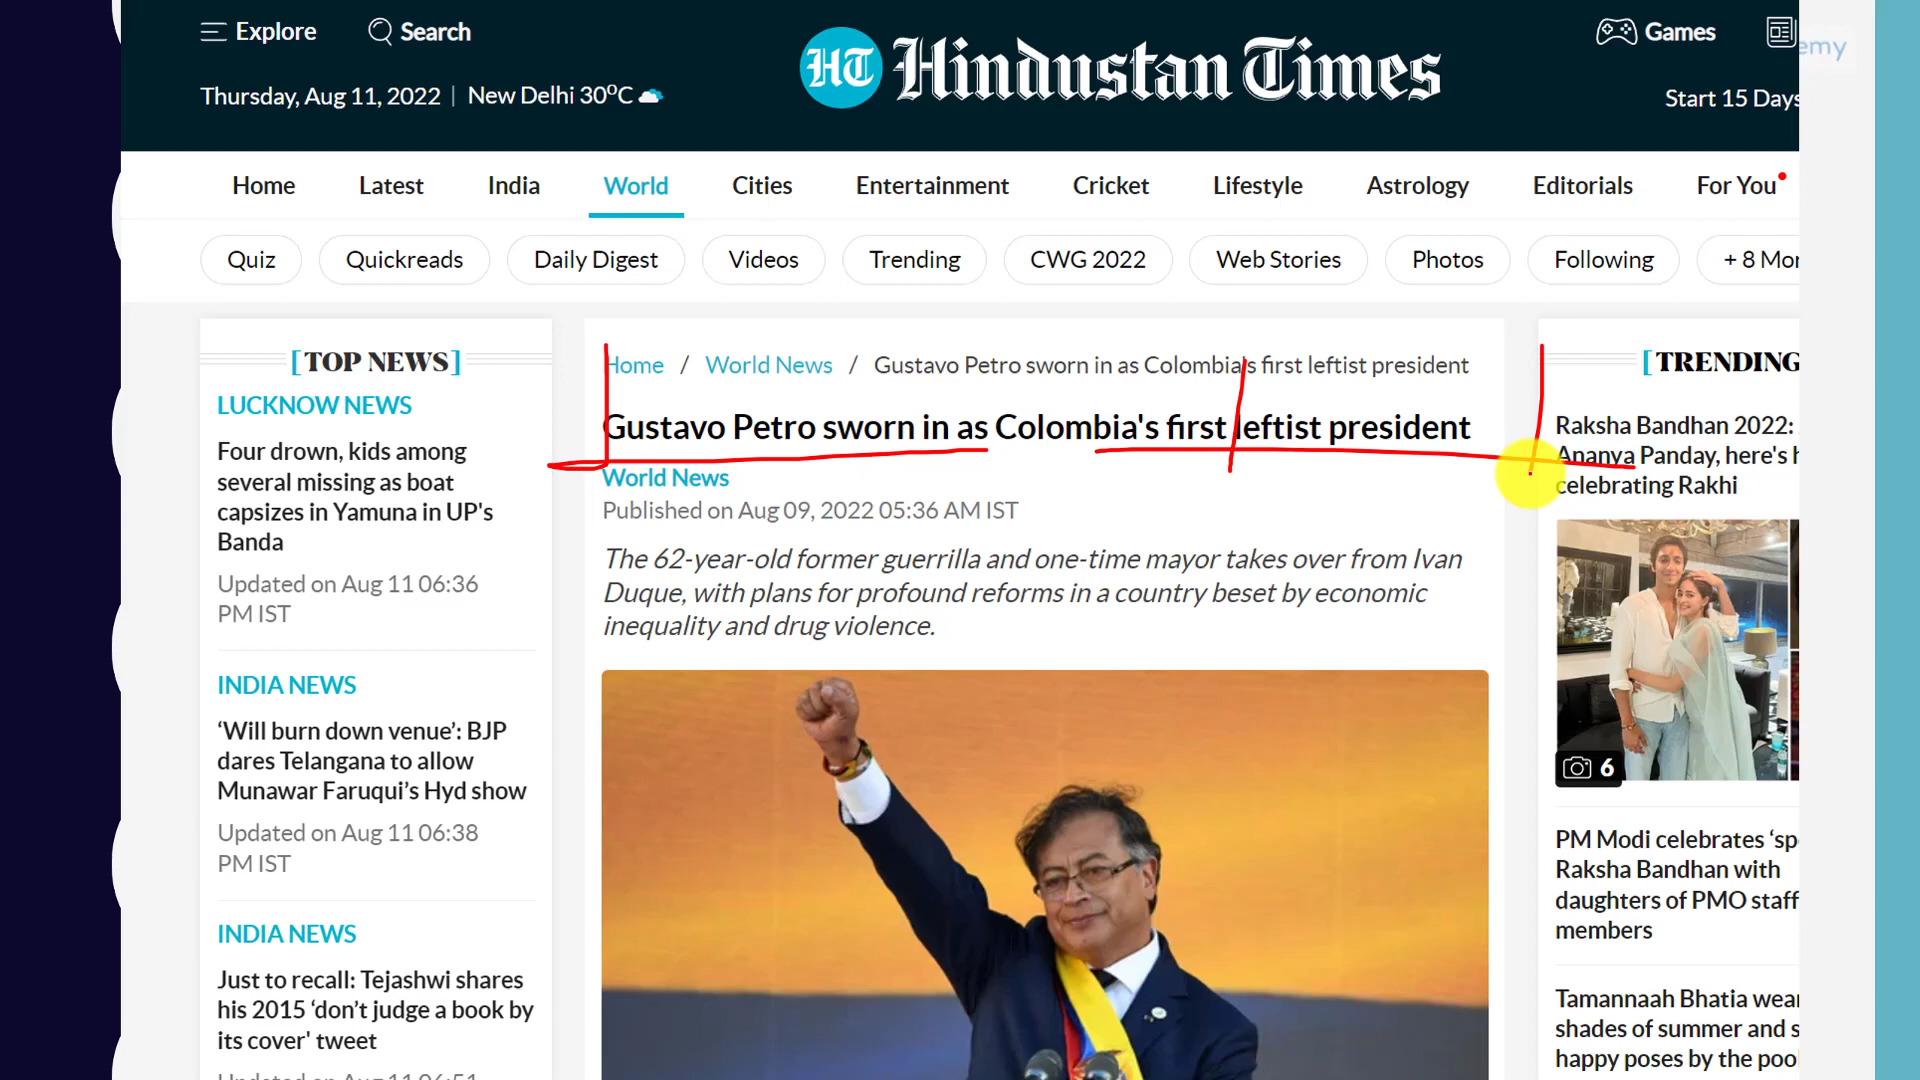 Explore
Search
Thursday, Aug 11, 2022 | New Delhi 30°C
HT Hindustan Times
Games
Start 15 Days
emy
Home
Latest
India
World
Cities
Entertainment
Cricket
Lifestyle
Astrology
Editorials
For You
Quiz
Quickreads
Daily Digest
Videos
Trending
CWG 2022
Web Stories
Photos
Following
+ 8 Mor
[TOP NEWS]
LUCKNOW NEWS
Four drown, kids among
several missing as boat
capsizes in Yamuna in UP's
Banda
Updated on Aug 11 06:36
PM IST
INDIA NEWS
‘Will burn down venue’: BJP
dares Telangana to allow
Munawar Faruqui’s Hyd show
Updated on Aug 11 06:38
PM IST
INDIA NEWS
Just to recall: Tejashwi shares
his 2015 ‘don’t judge a book by
its cover' tweet
Updated on Aug 11 06:51
Home / World News / Gustavo Petro sworn in as Colombia's first leftist president
Gustavo Petro sworn in as Colombia's first leftist president
World News
Published on Aug 09, 2022 05:36 AM IST
The 62-year-old former guerrilla and one-time mayor takes over from Ivan
Duque, with plans for profound reforms in a country beset by economic
inequality and drug violence.
[TRENDING
Raksha Bandhan 2022:
Ananya Panday, here's h
celebrating Rakhi
6
PM Modi celebrates ‘sp
Raksha Bandhan with
daughters of PMO staff
members
Tamannaah Bhatia wear
shades of summer and s
happy poses by the pool